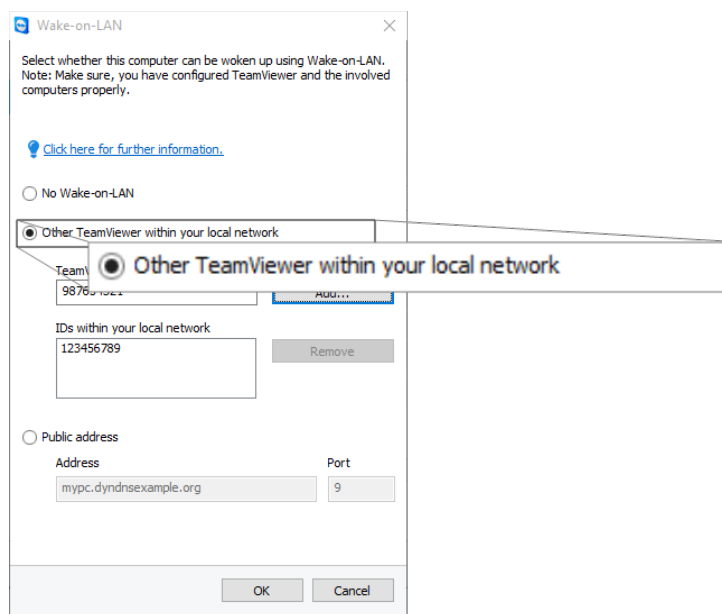 Wake-on-LAN
Select whether this computer can be woken up using Wake-on-LAN.
Note: Make sure, you have configured TeamViewer and the involved
computers properly.
Click here for further information.
No Wake-on-LAN
Other TeamViewer within your local network
Other TeamViewer within your local network
Add...
IDs within your local network
123456789
Remove
Public address
Address Port
mypc.dyndnsexample.org 9
OK Cancel